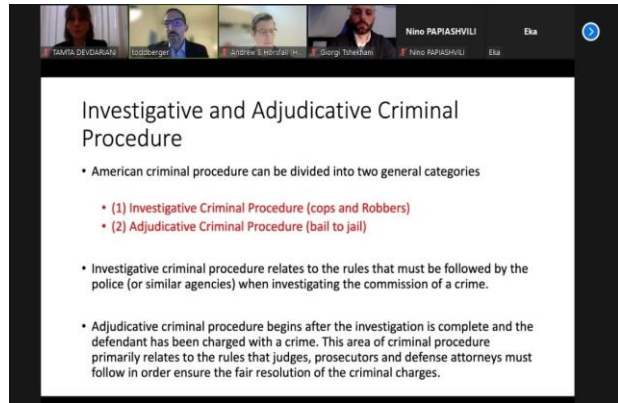 Nino PAPIASHVILI
Eka
TAMTA DEVDARIANI
toddberger
Andrew S Horsfall (H...
Giorgi Tshekhani
Nino PAPIASHVILI
Eka
Investigative and Adjudicative Criminal
Procedure
• American criminal procedure can be divided into two general categories
• (1) Investigative Criminal Procedure (cops and Robbers)
• (2) Adjudicative Criminal Procedure (bail to jail)
• Investigative criminal procedure relates to the rules that must be followed by the
police (or similar agencies) when investigating the commission of a crime.
• Adjudicative criminal procedure begins after the investigation is complete and the
defendant has been charged with a crime. This area of criminal procedure
primarily relates to the rules that judges, prosecutors and defense attorneys must
follow in order ensure the fair resolution of the criminal charges.